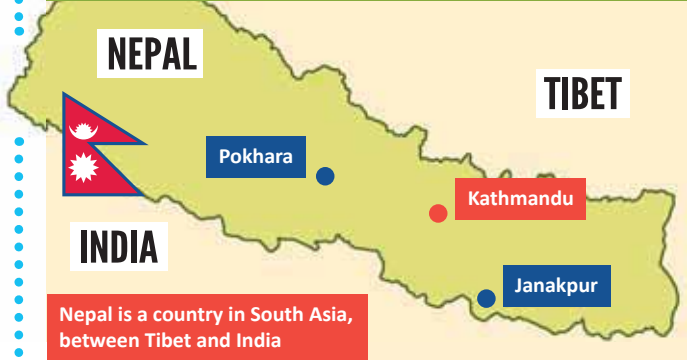 NEPAL
TIBET
Pokhara
Kathmandu
INDIA
Janakpur
Nepal is a country in South Asia,
between Tibet and India